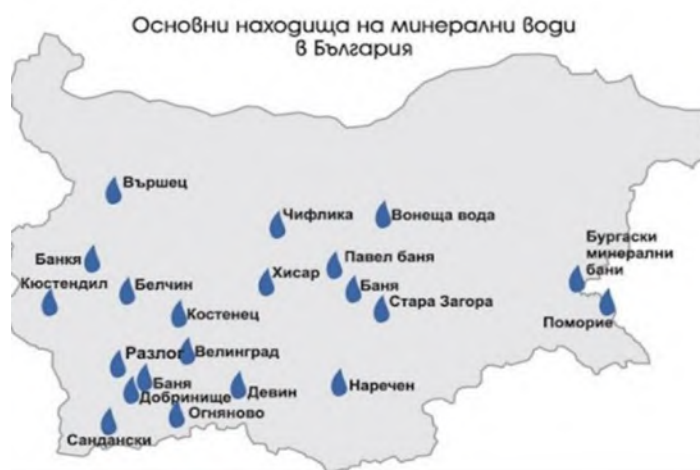 Основни находища на минерални води
в България
Вършец
Чифлика
Вонеща вода
Бургаски
минерални
бани
Банкя
Павел баня
Кюстендил
Белчин
Хисар
Баня
Стара Загора
Костенец
Поморие
Разлог
Велинград
Баня
Добринище
Девин
Наречен
Огняново
Сандански